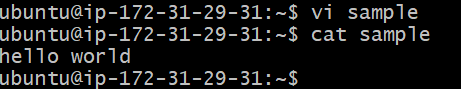 ubuntu@ip-172-31-29-31:~$ vi sample
ubuntu@ip-172-31-29-31:~$ cat sample
hello world
ubuntu@ip-172-31-29-31:~$